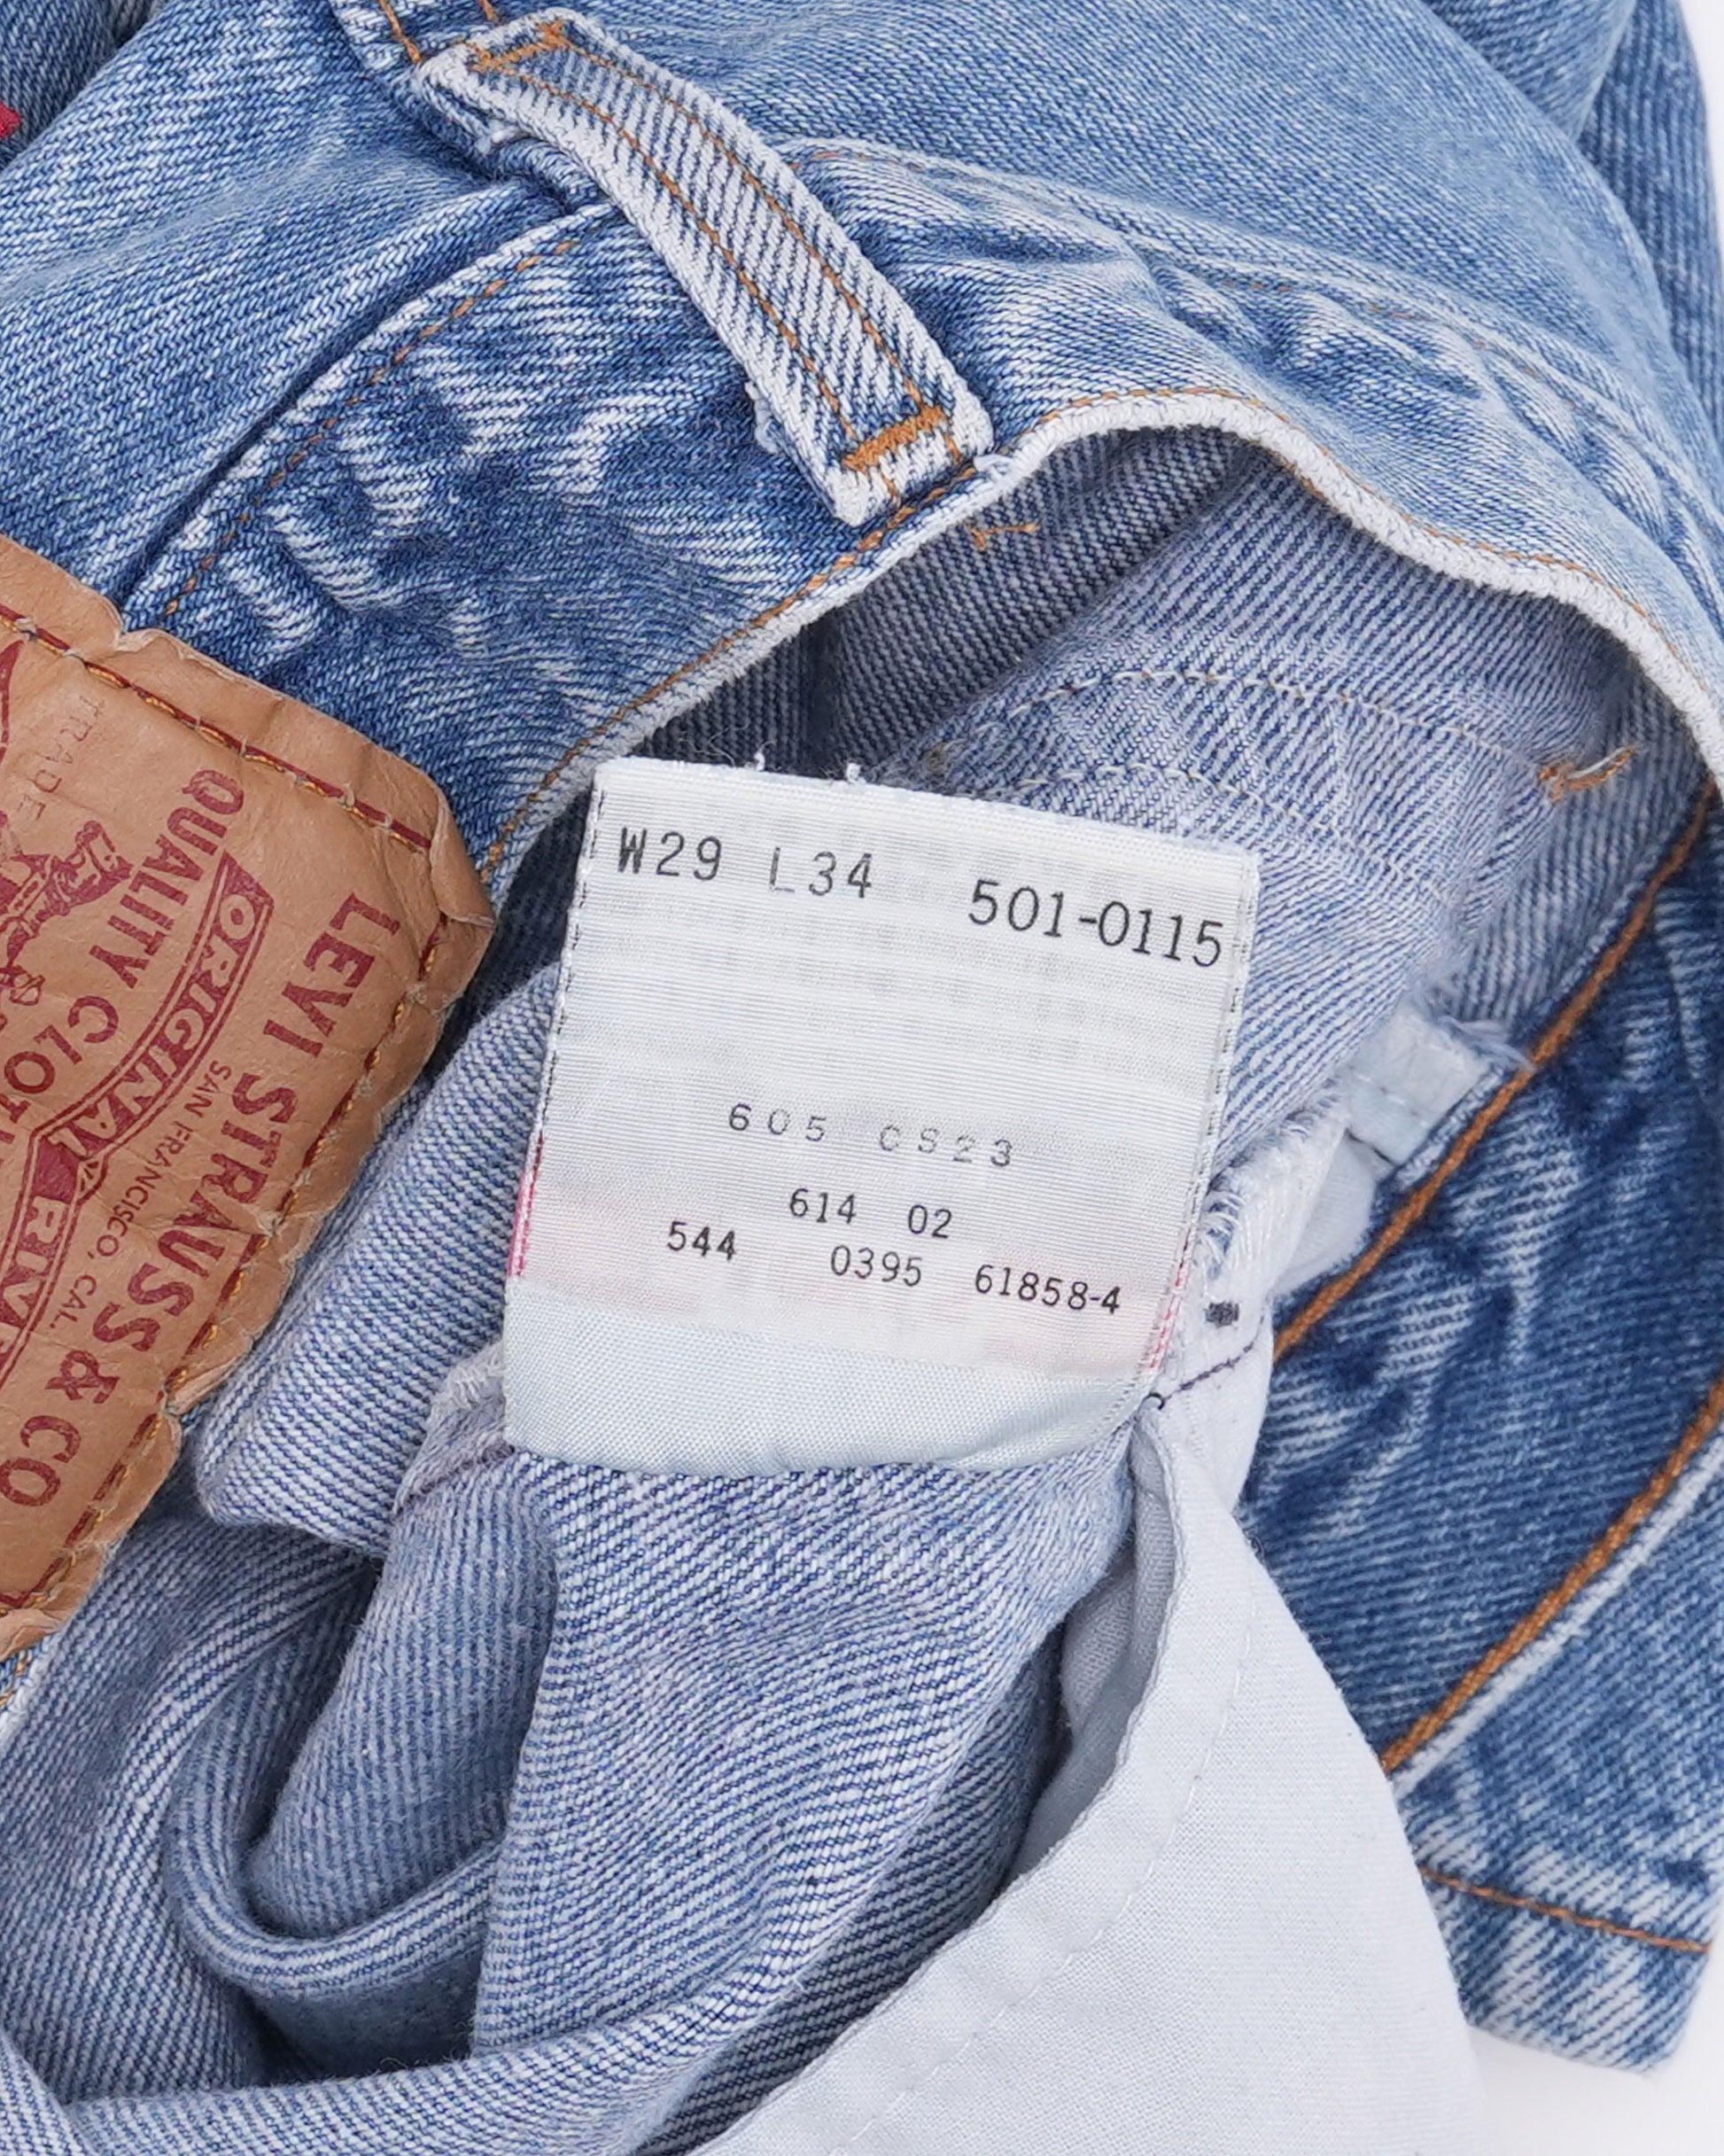 W29 L34 501-0115
605 CS23
614 02
544 0395 61858-4
LEVI STRAUSS & CO
SAN FRANCISCO, CAL.
ORIGINAL RIVE
QUALITY CLO
TRADE